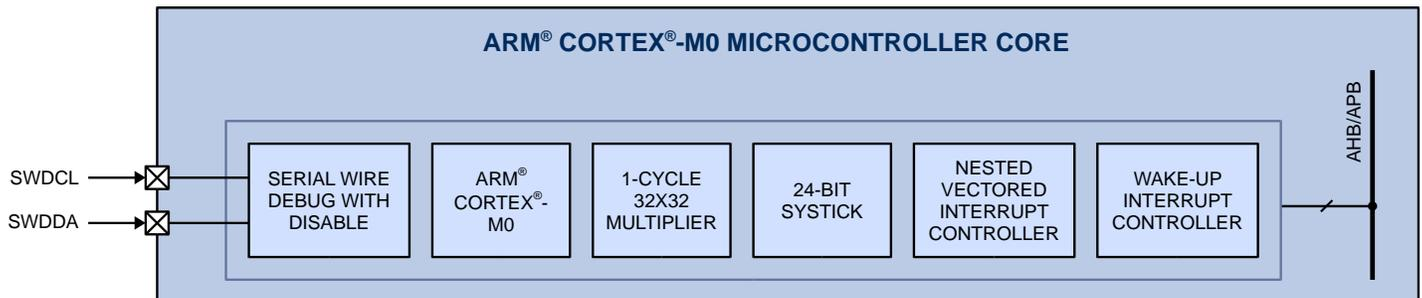 ARM® CORTEX®-M0 MICROCONTROLLER CORE
AHB/APB
SWDCL
SWDDA
SERIAL WIRE
DEBUG WITH
DISABLE
ARM®
CORTEX®-
M0
1-CYCLE
32X32
MULTIPLIER
24-BIT
SYSTICK
NESTED
VECTORED
INTERRUPT
CONTROLLER
WAKE-UP
INTERRUPT
CONTROLLER